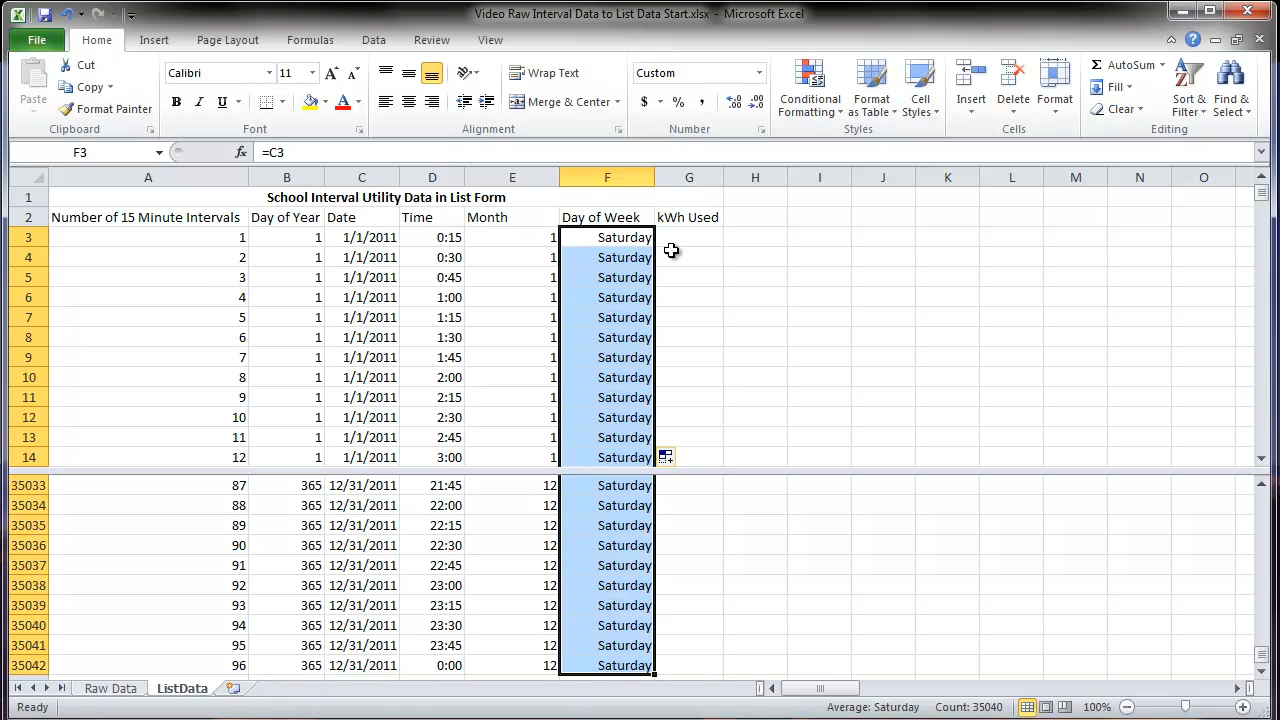 Video Raw Interval Data to List Data Start.xlsx - Microsoft Excel
File Home Insert Page Layout Formulas Data Review View
Paste Cut Copy Format Painter Calibri 11 B I U Wrap Text Merge & Center Custom $ % , Conditional Formatting Format as Table Cell Styles Insert Delete Format AutoSum Fill Clear Sort & Filter Find & Select
Clipboard Font Alignment Number Styles Cells Editing
F3 fx =C3
A B C D E F G H I J K L M N O
1 School Interval Utility Data in List Form
2 Number of 15 Minute Intervals Day of Year Date Time Month Day of Week kWh Used
3 1 1 1/1/2011 0:15 1 Saturday
4 2 1 1/1/2011 0:30 1 Saturday
5 3 1 1/1/2011 0:45 1 Saturday
6 4 1 1/1/2011 1:00 1 Saturday
7 5 1 1/1/2011 1:15 1 Saturday
8 6 1 1/1/2011 1:30 1 Saturday
9 7 1 1/1/2011 1:45 1 Saturday
10 8 1 1/1/2011 2:00 1 Saturday
11 9 1 1/1/2011 2:15 1 Saturday
12 10 1 1/1/2011 2:30 1 Saturday
13 11 1 1/1/2011 2:45 1 Saturday
14 12 1 1/1/2011 3:00 1 Saturday
35033 87 365 12/31/2011 21:45 12 Saturday
35034 88 365 12/31/2011 22:00 12 Saturday
35035 89 365 12/31/2011 22:15 12 Saturday
35036 90 365 12/31/2011 22:30 12 Saturday
35037 91 365 12/31/2011 22:45 12 Saturday
35038 92 365 12/31/2011 23:00 12 Saturday
35039 93 365 12/31/2011 23:15 12 Saturday
35040 94 365 12/31/2011 23:30 12 Saturday
35041 95 365 12/31/2011 23:45 12 Saturday
35042 96 365 12/31/2011 0:00 12 Saturday
Raw Data ListData
Ready Average: Saturday Count: 35040 100%